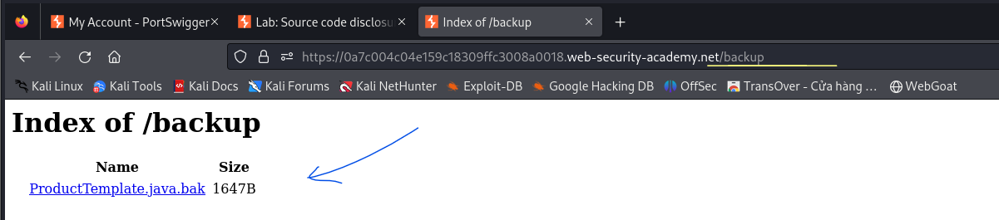 My Account - PortSwigger
Lab: Source code disclosu
Index of /backup
https://0a7c004c04e159c18309ffc3008a0018.web-security-academy.net/backup
Kali Linux Kali Tools Kali Docs Kali Forums Kali NetHunter Exploit-DB Google Hacking DB OffSec TransOver - Cửa hàng ... WebGoat
Index of /backup
Name Size
ProductTemplate.java.bak 1647B